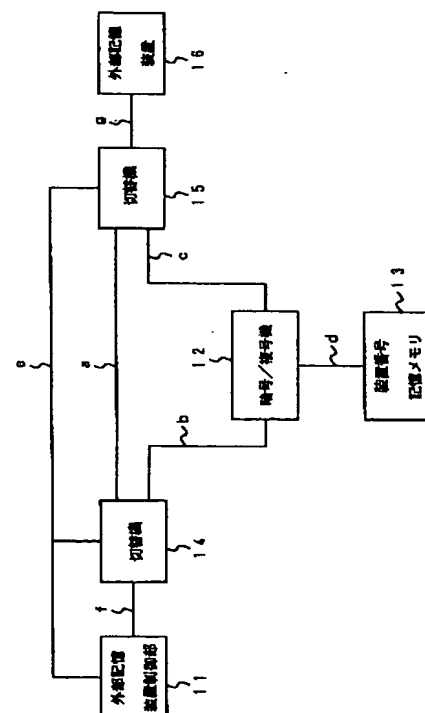 外部記憶
装置
16
g
切替機
15
e
a
c
暗号/複号機
12
d
装置番号
記憶メモリ
13
b
切替機
14
f
外部記憶
装置制御部
11